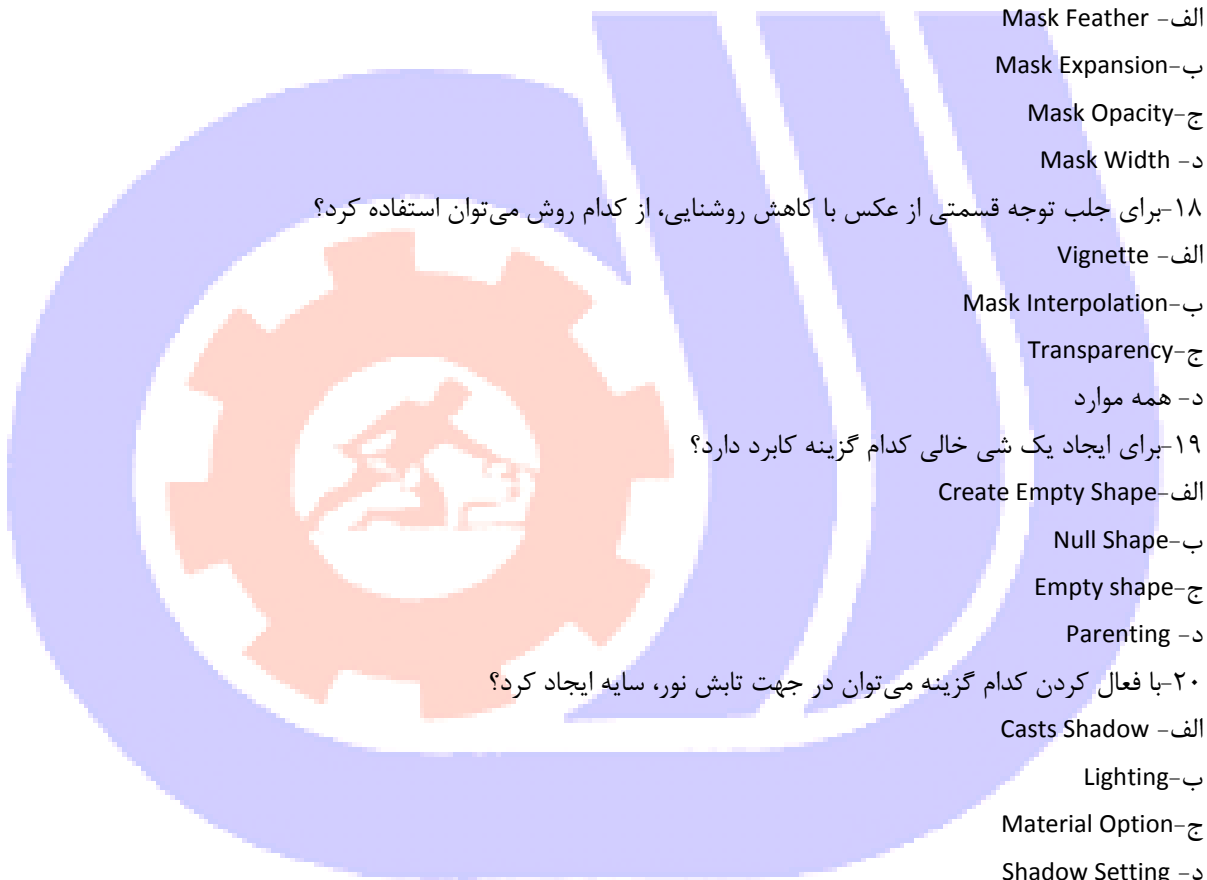 الف- Mask Feather
ب-Mask Expansion
ج-Mask Opacity
د- Mask Width
۱۸-برای جلب توجه قسمتی از عکس با کاهش روشنایی، از کدام روش می‌توان استفاده کرد؟
الف- Vignette
ب-Mask Interpolation
ج-Transparency
د- همه موارد
۱۹-برای ایجاد یک شی خالی کدام گزینه کابرد دارد؟
الف-Create Empty Shape
ب-Null Shape
ج-Empty shape
د- Parenting
۲۰-با فعال کردن کدام گزینه می‌توان در جهت تابش نور، سایه ایجاد کرد؟
الف- Casts Shadow
ب-Lighting
ج-Material Option
د- Shadow Setting